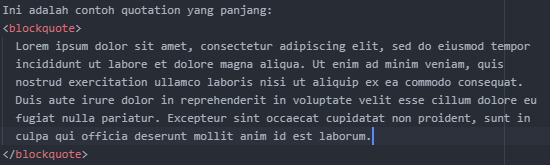 Ini adalah contoh quotation yang panjang:
<blockquote>
Lorem ipsum dolor sit amet, consectetur adipiscing elit, sed do eiusmod tempor
incididunt ut labore et dolore magna aliqua. Ut enim ad minim veniam, quis
nostrud exercitation ullamco laboris nisi ut aliquip ex ea commodo consequat.
Duis aute irure dolor in reprehenderit in voluptate velit esse cillum dolore eu
fugiat nulla pariatur. Excepteur sint occaecat cupidatat non proident, sunt in
culpa qui officia deserunt mollit anim id est laborum.
</blockquote>